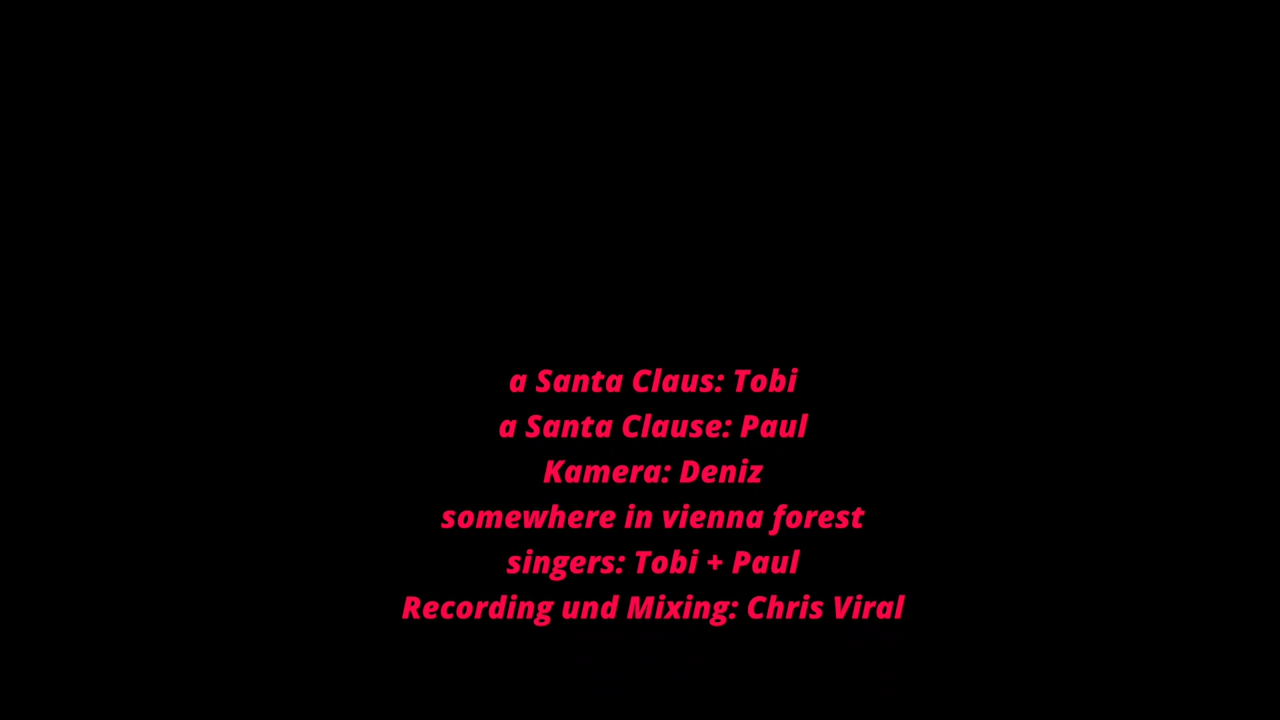 a Santa Claus: Tobi
a Santa Clause: Paul
Kamera: Deniz
somewhere in vienna forest
singers: Tobi + Paul
Recording und Mixing: Chris Viral